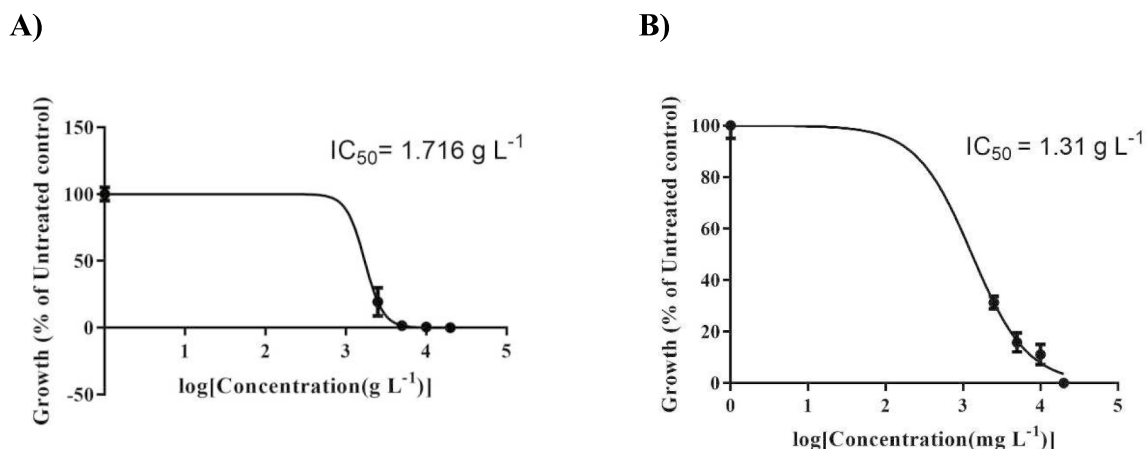 A)
B)
Growth (% of Untreated control)
150
100
50
0
-50
1
2
3
4
5
IC₅₀= 1.716 g L⁻¹
log[Concentration(g L⁻¹)]
Growth (% of Untreated control)
100
80
60
40
20
0
0
1
2
3
4
5
IC₅₀ = 1.31 g L⁻¹
log[Concentration(mg L⁻¹)]